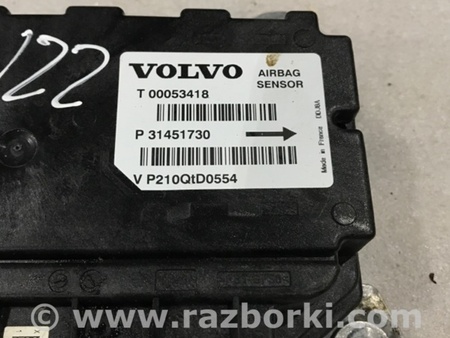 122
VOLVO AIRBAG SENSOR
T 00053418
P 31451730
V P210QtD0554
Made in France
www.razborki.com